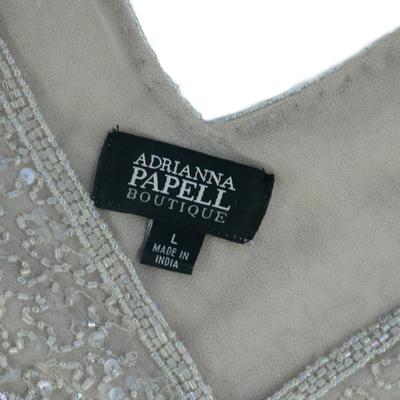 ADRIANNA
PAPELL
BOUTIQUE
L
MADE IN
INDIA